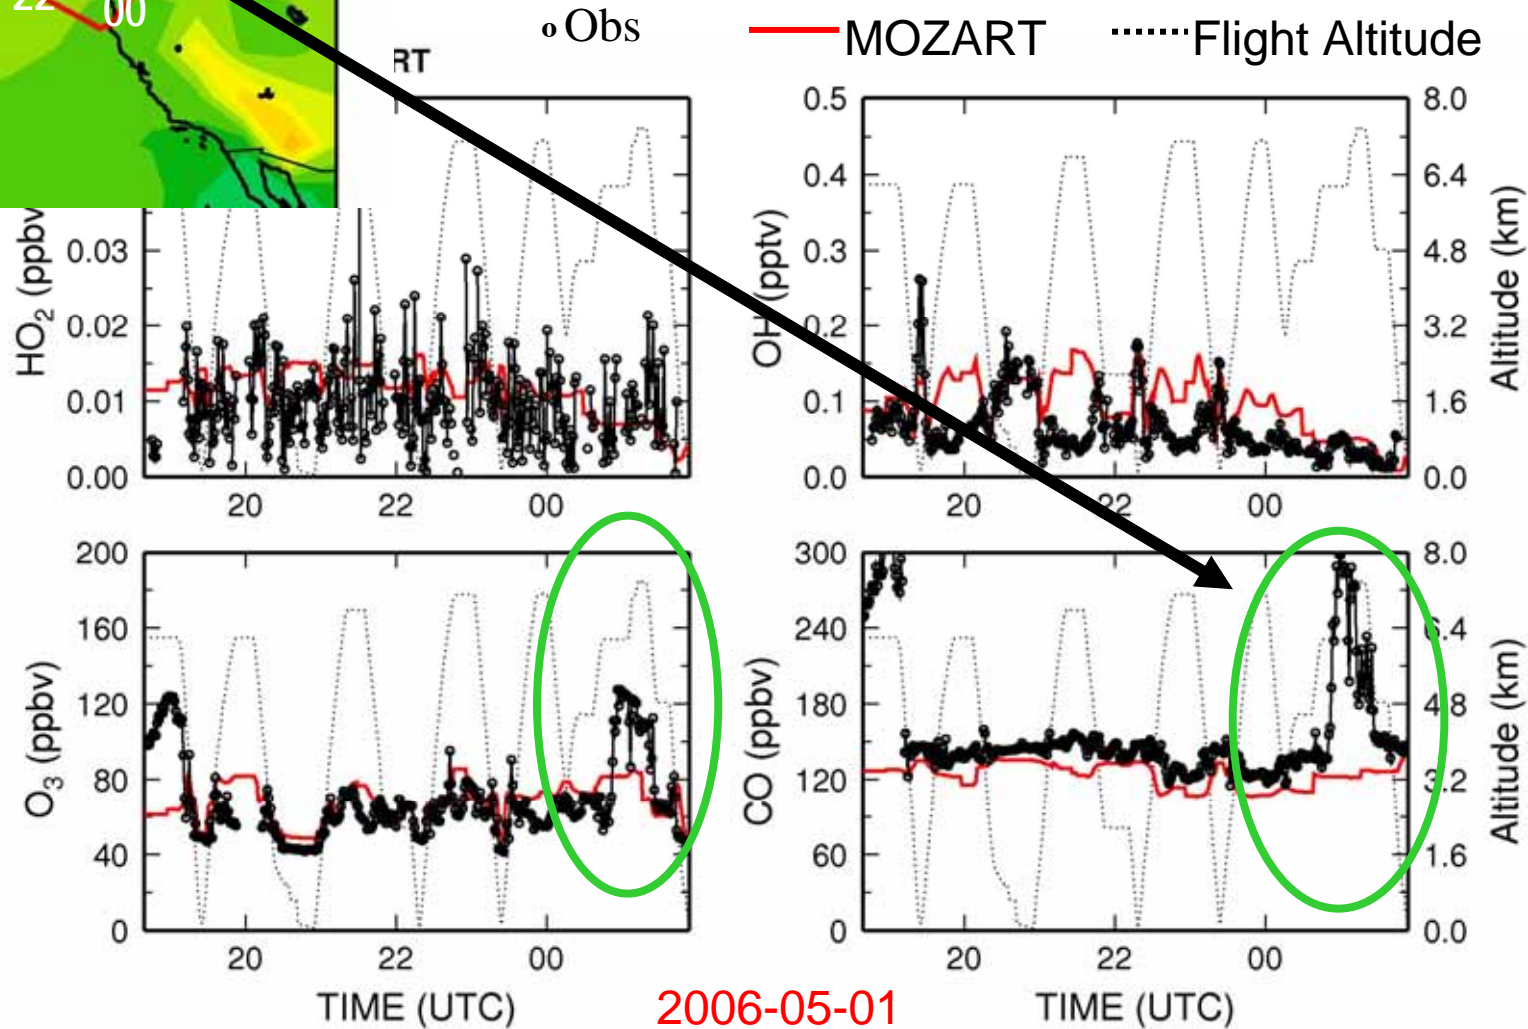 22 00
Obs MOZART Flight Altitude
RT
HO2 (ppbv)
0.03
0.02
0.01
0.00
20 22 00
OH (pptv)
0.5
0.4
0.3
0.2
0.1
0.0
20 22 00
8.0
6.4
4.8
3.2
1.6
0.0
Altitude (km)
O3 (ppbv)
200
160
120
80
40
0
20 22 00
TIME (UTC)
CO (ppbv)
300
240
180
120
60
0
20 22 00
TIME (UTC)
8.0
6.4
4.8
3.2
1.6
0.0
Altitude (km)
2006-05-01